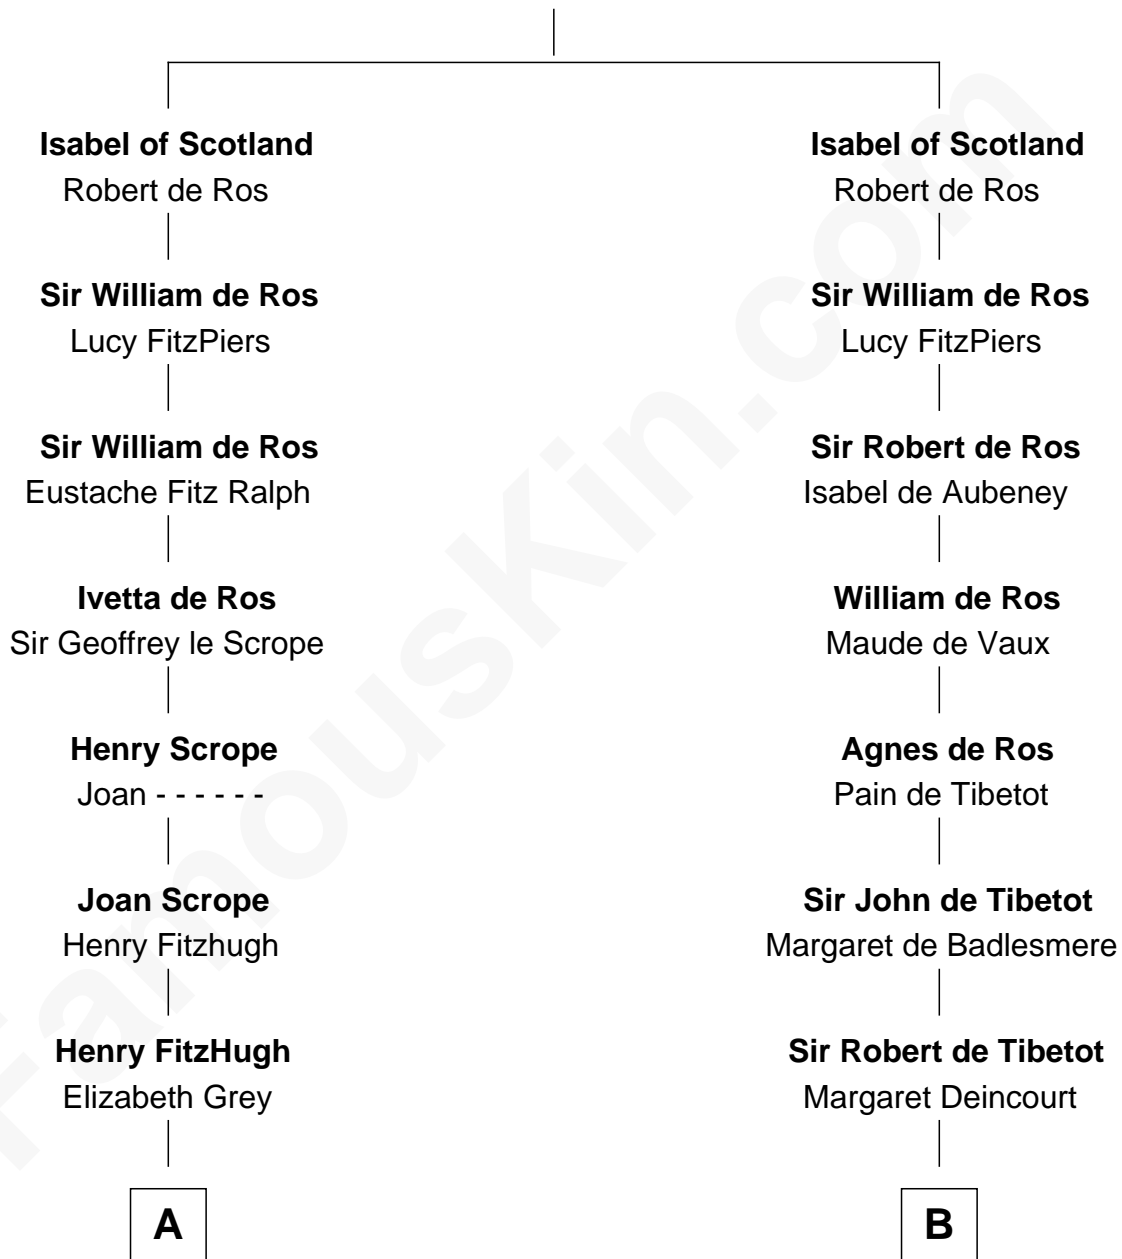 Isabel of Scotland
Robert de Ros
Sir William de Ros
Lucy FitzPiers
Sir William de Ros
Eustache Fitz Ralph
Ivetta de Ros
Sir Geoffrey le Scrope
Henry Scrope
Joan - - - - - -
Joan Scrope
Henry Fitzhugh
Henry FitzHugh
Elizabeth Grey
A
Isabel of Scotland
Robert de Ros
Sir William de Ros
Lucy FitzPiers
Sir Robert de Ros
Isabel de Aubeney
William de Ros
Maude de Vaux
Agnes de Ros
Pain de Tibetot
Sir John de Tibetot
Margaret de Badlesmere
Sir Robert de Tibetot
Margaret Deincourt
B
FamousKin.com